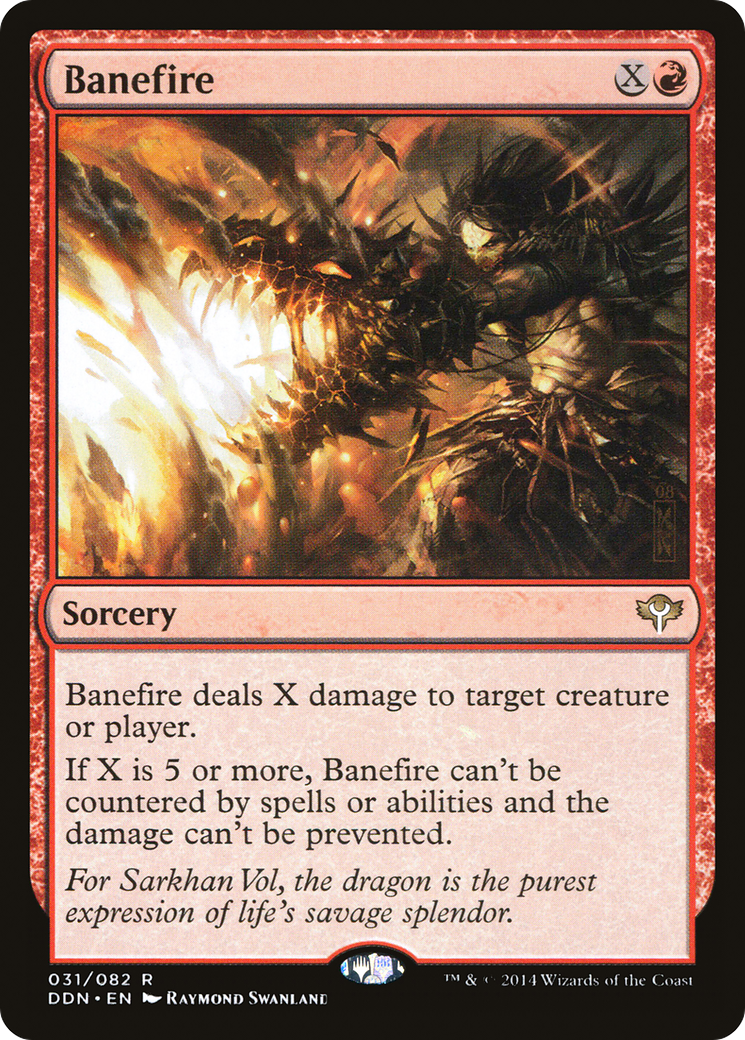 Banefire
X
Sorcery
Banefire deals X damage to target creature
or player.
If X is 5 or more, Banefire can't be
countered by spells or abilities and the
damage can't be prevented.
For Sarkhan Vol, the dragon is the purest
expression of life's savage splendor.
031/082 R
DDN • EN Raymond Swanland
™ & © 2014 Wizards of the Coast